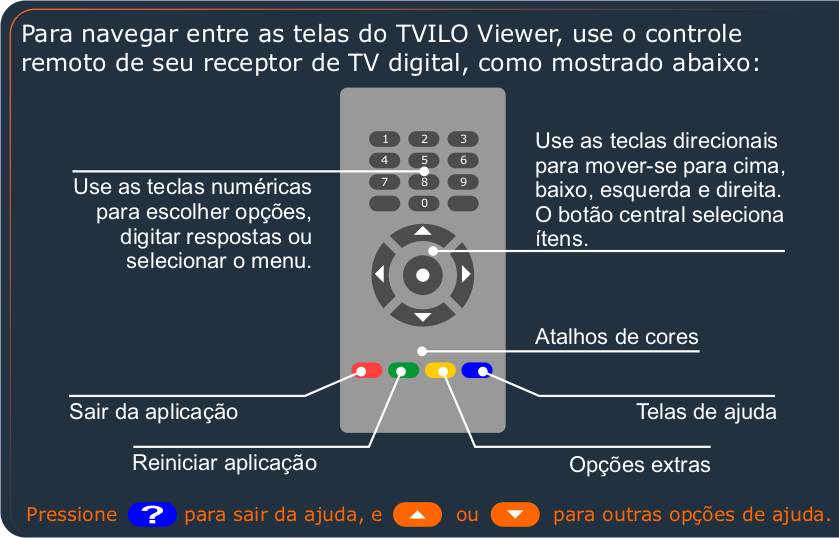 Para navegar entre as telas do TVILO Viewer, use o controle
remoto de seu receptor de TV digital, como mostrado abaixo:
1 2 3
4 5 6
7 8 9
0
Use as teclas numéricas
para escolher opções,
digitar respostas ou
selecionar o menu.
Use as teclas direcionais
para mover-se para cima,
baixo, esquerda e direita.
O botão central seleciona
ítens.
Atalhos de cores
Sair da aplicação
Telas de ajuda
Reiniciar aplicação
Opções extras
Pressione ? para sair da ajuda, e ou para outras opções de ajuda.